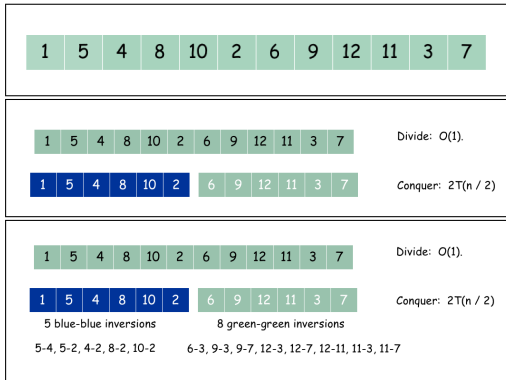 1 5 4 8 10 2 6 9 12 11 3 7
1 5 4 8 10 2 6 9 12 11 3 7 Divide: O(1).
1 5 4 8 10 2 6 9 12 11 3 7 Conquer: 2T(n / 2)
1 5 4 8 10 2 6 9 12 11 3 7 Divide: O(1).
1 5 4 8 10 2 6 9 12 11 3 7 Conquer: 2T(n / 2)
5 blue-blue inversions 8 green-green inversions
5-4, 5-2, 4-2, 8-2, 10-2 6-3, 9-3, 9-7, 12-3, 12-7, 12-11, 11-3, 11-7